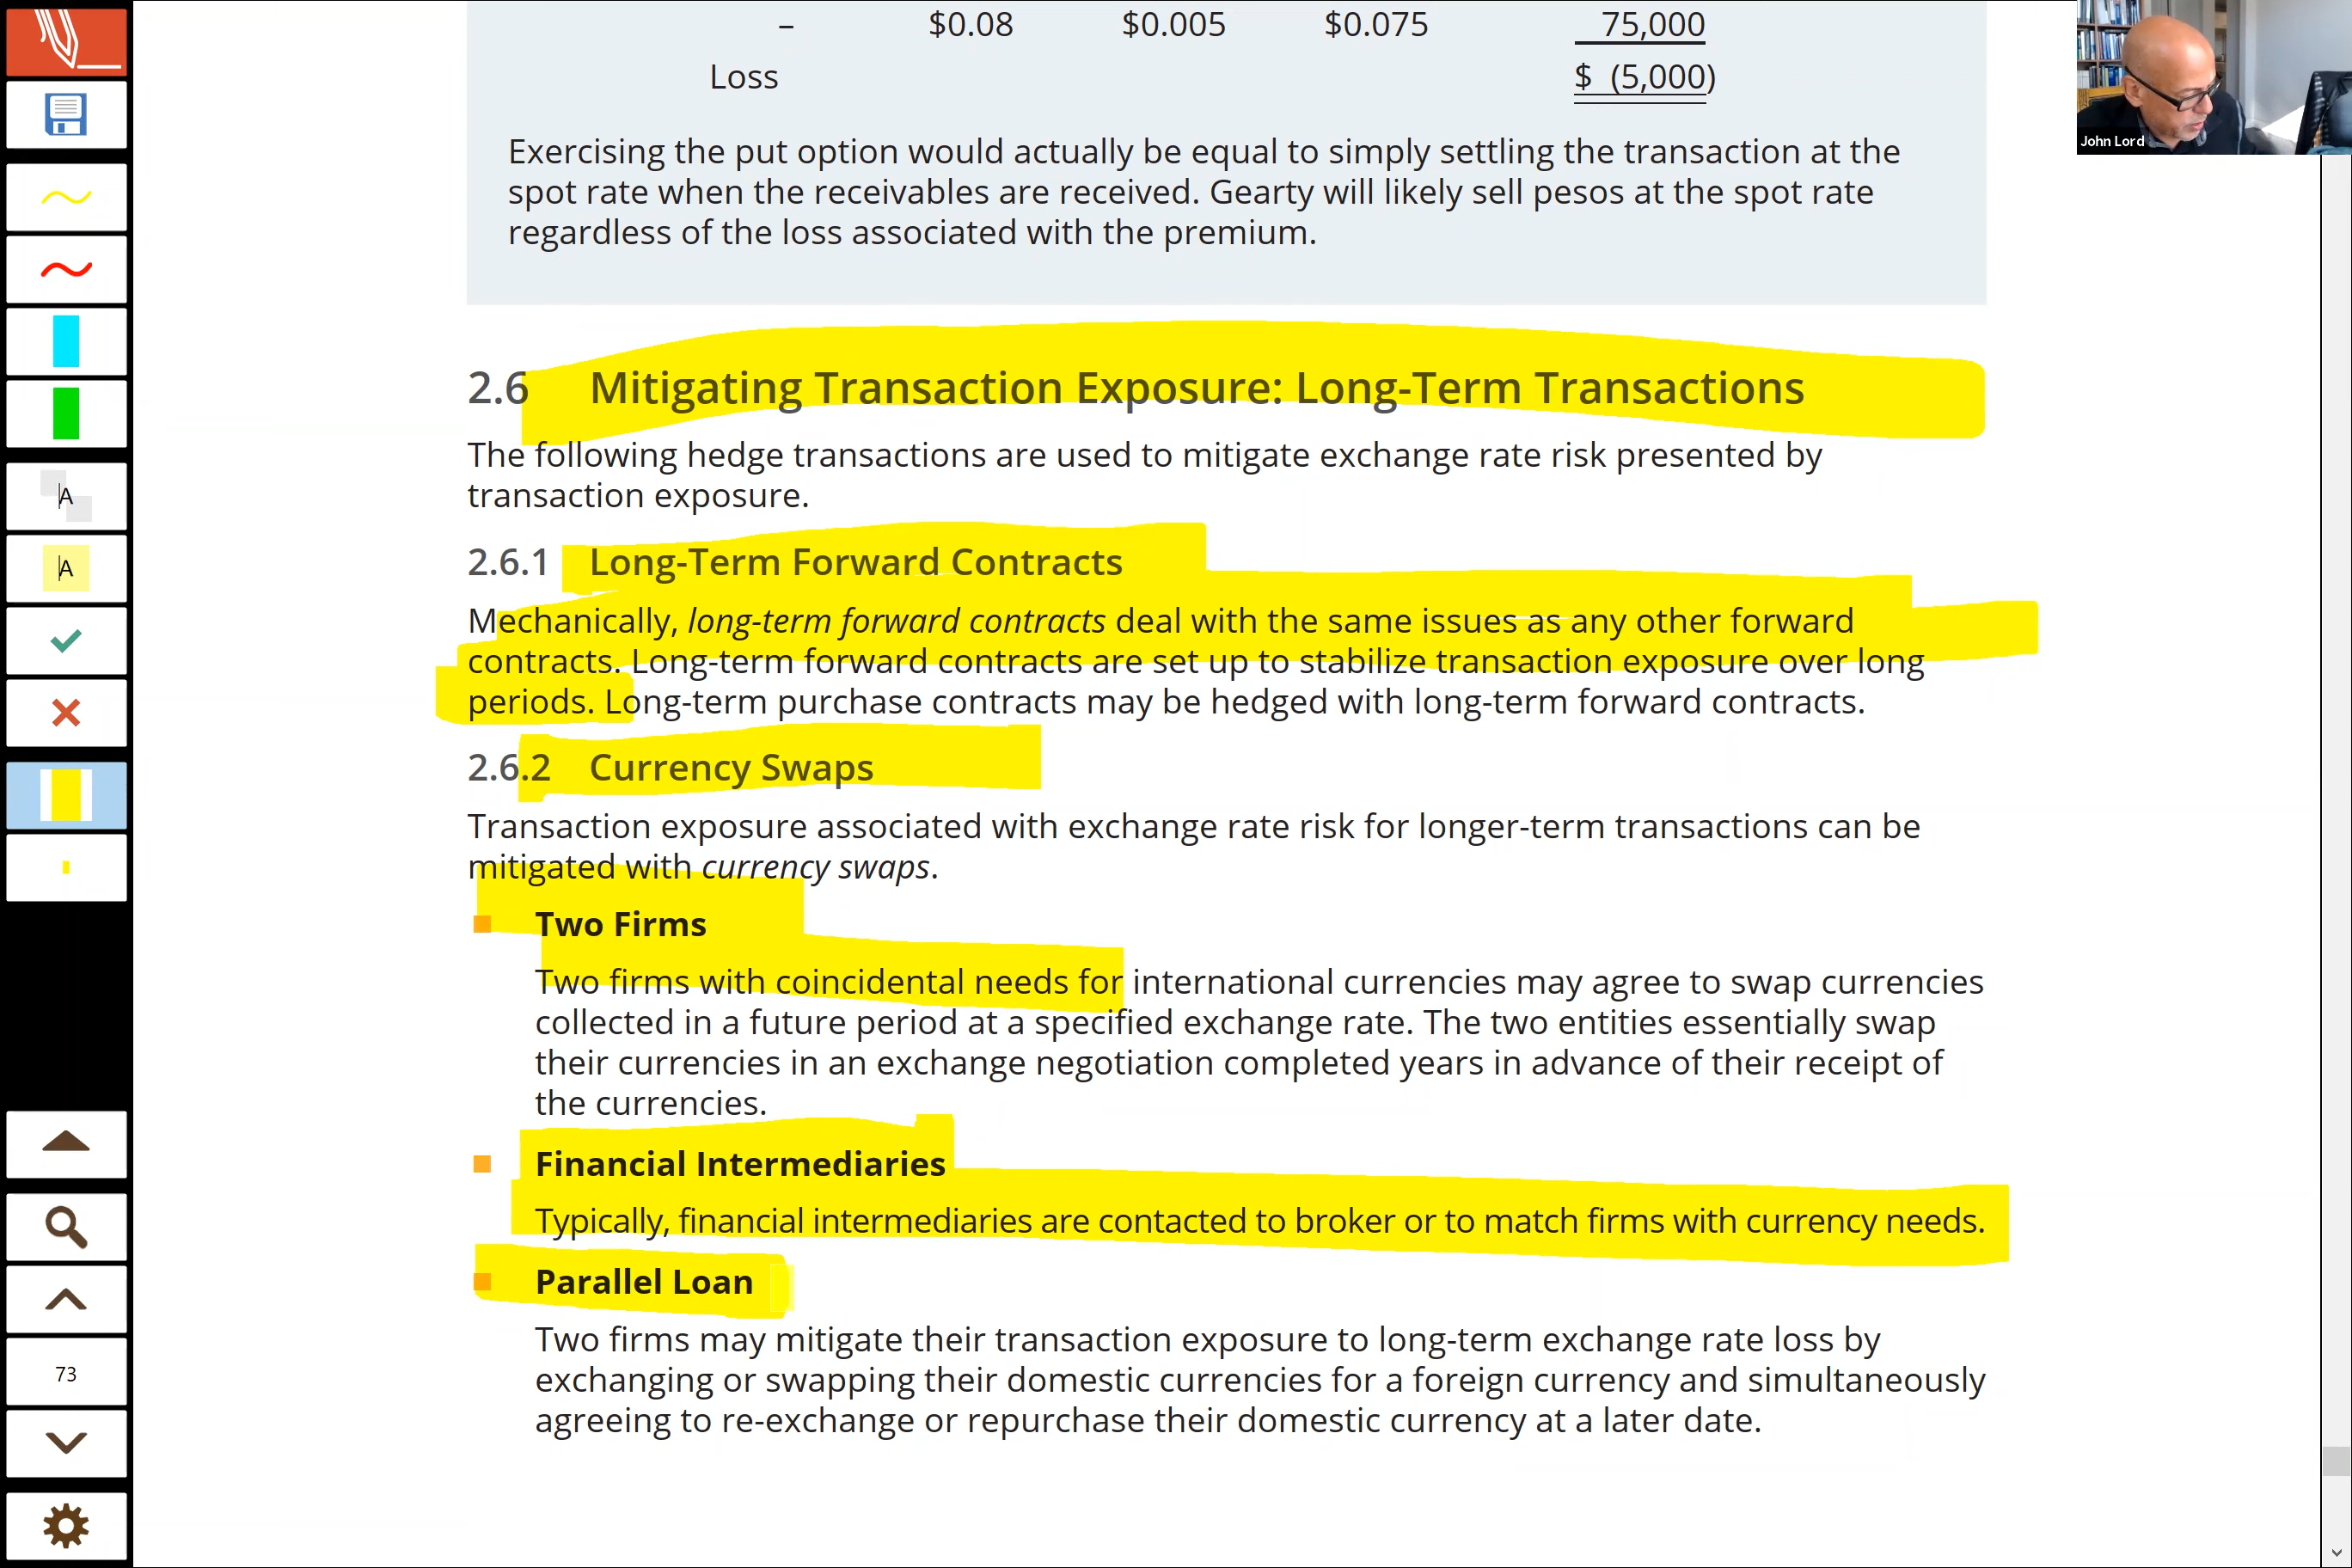 – $0.08 $0.005 $0.075 75,000
Loss $ (5,000)
John Lord
Exercising the put option would actually be equal to simply settling the transaction at the
spot rate when the receivables are received. Gearty will likely sell pesos at the spot rate
regardless of the loss associated with the premium.
2.6 Mitigating Transaction Exposure: Long-Term Transactions
The following hedge transactions are used to mitigate exchange rate risk presented by
transaction exposure.
A
2.6.1 Long-Term Forward Contracts
A
Mechanically, long-term forward contracts deal with the same issues as any other forward
contracts. Long-term forward contracts are set up to stabilize transaction exposure over long
periods. Long-term purchase contracts may be hedged with long-term forward contracts.
2.6.2 Currency Swaps
Transaction exposure associated with exchange rate risk for longer-term transactions can be
mitigated with currency swaps.
Two Firms
Two firms with coincidental needs for international currencies may agree to swap currencies
collected in a future period at a specified exchange rate. The two entities essentially swap
their currencies in an exchange negotiation completed years in advance of their receipt of
the currencies.
Financial Intermediaries
Typically, financial intermediaries are contacted to broker or to match firms with currency needs.
Parallel Loan
Two firms may mitigate their transaction exposure to long-term exchange rate loss by
exchanging or swapping their domestic currencies for a foreign currency and simultaneously
agreeing to re-exchange or repurchase their domestic currency at a later date.
73